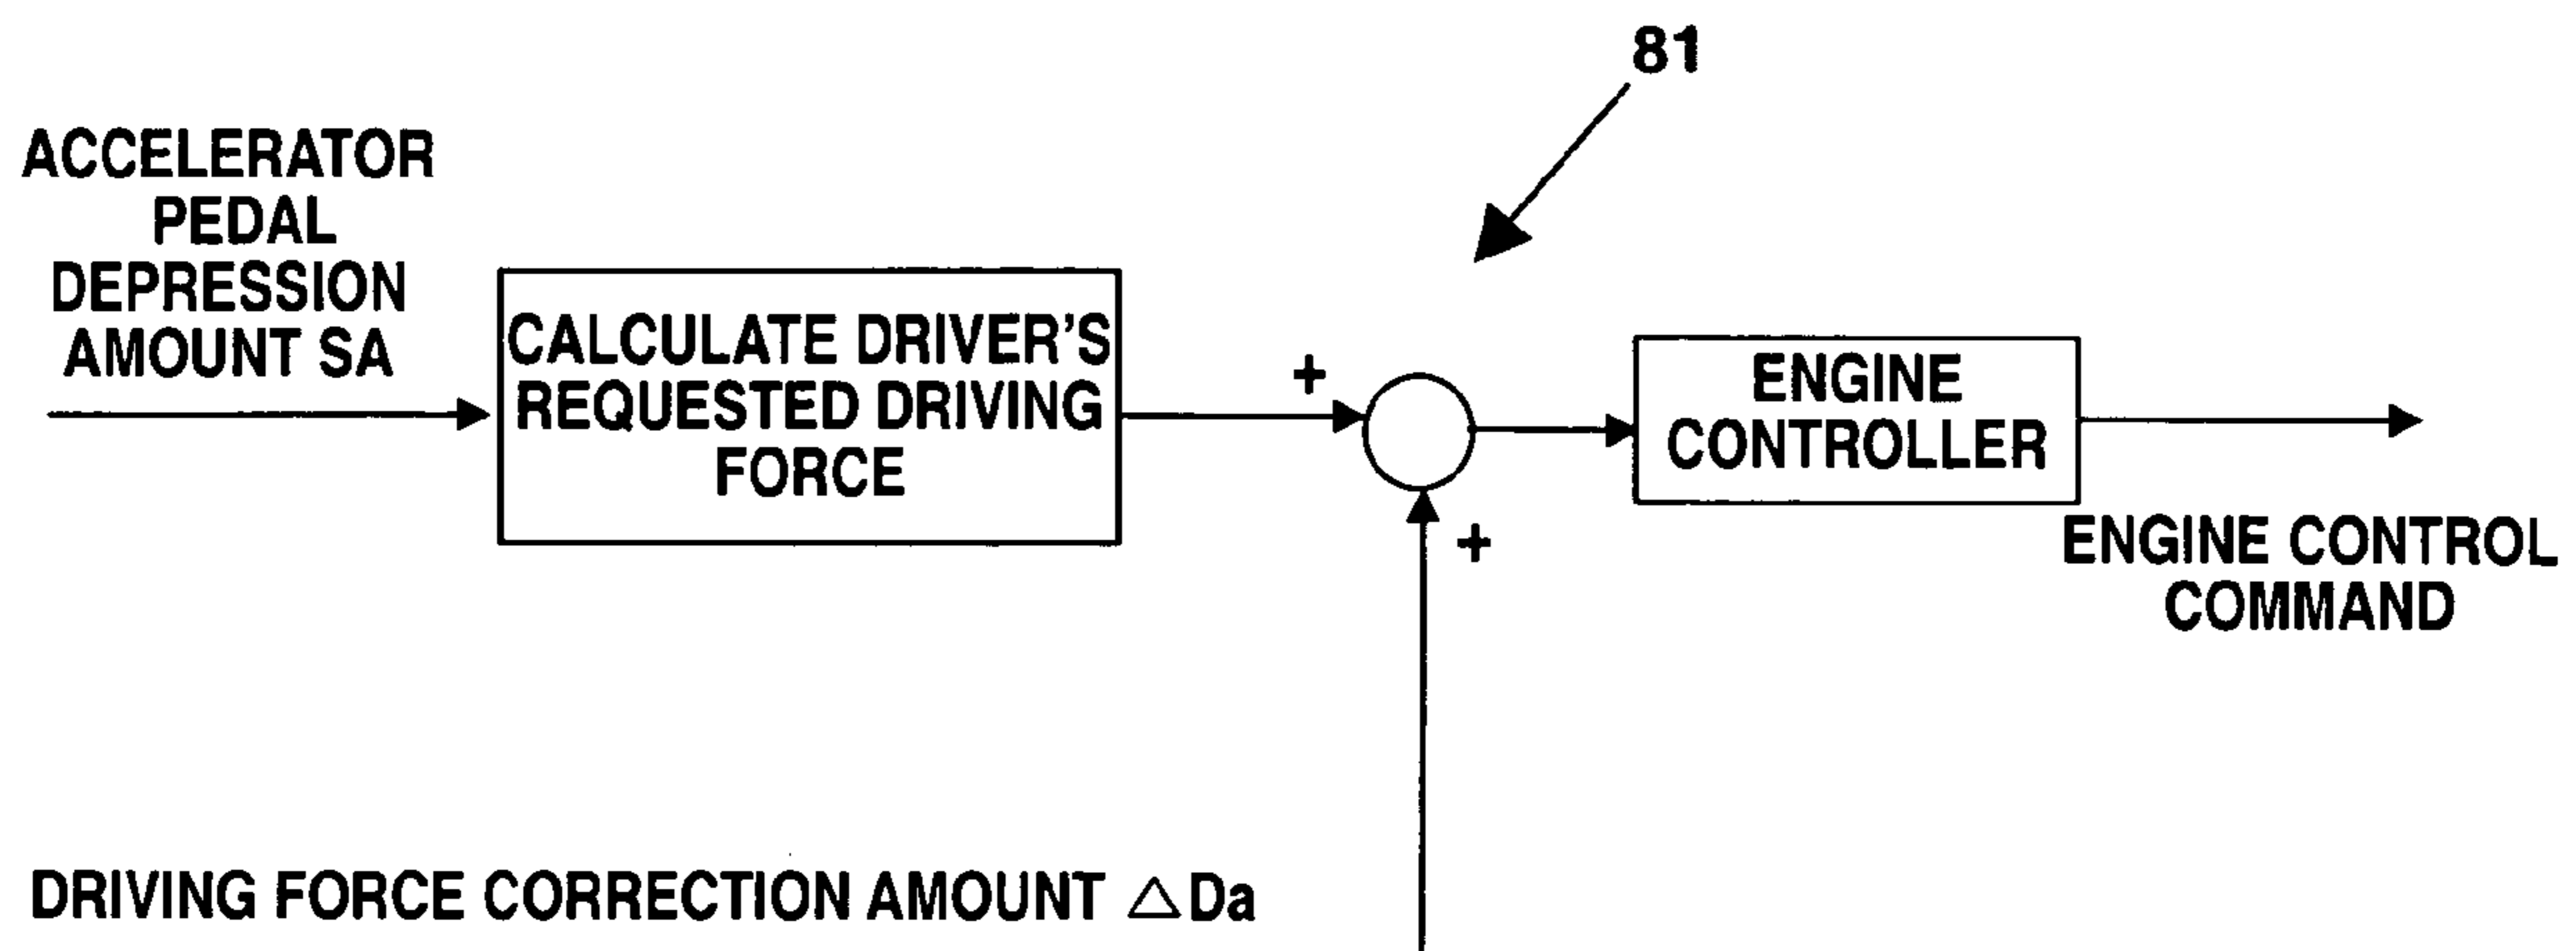 81
ACCELERATOR
PEDAL
DEPRESSION
AMOUNT SA
CALCULATE DRIVER'S
REQUESTED DRIVING
FORCE
+
+
ENGINE
CONTROLLER
ENGINE CONTROL
COMMAND
DRIVING FORCE CORRECTION AMOUNT △Da